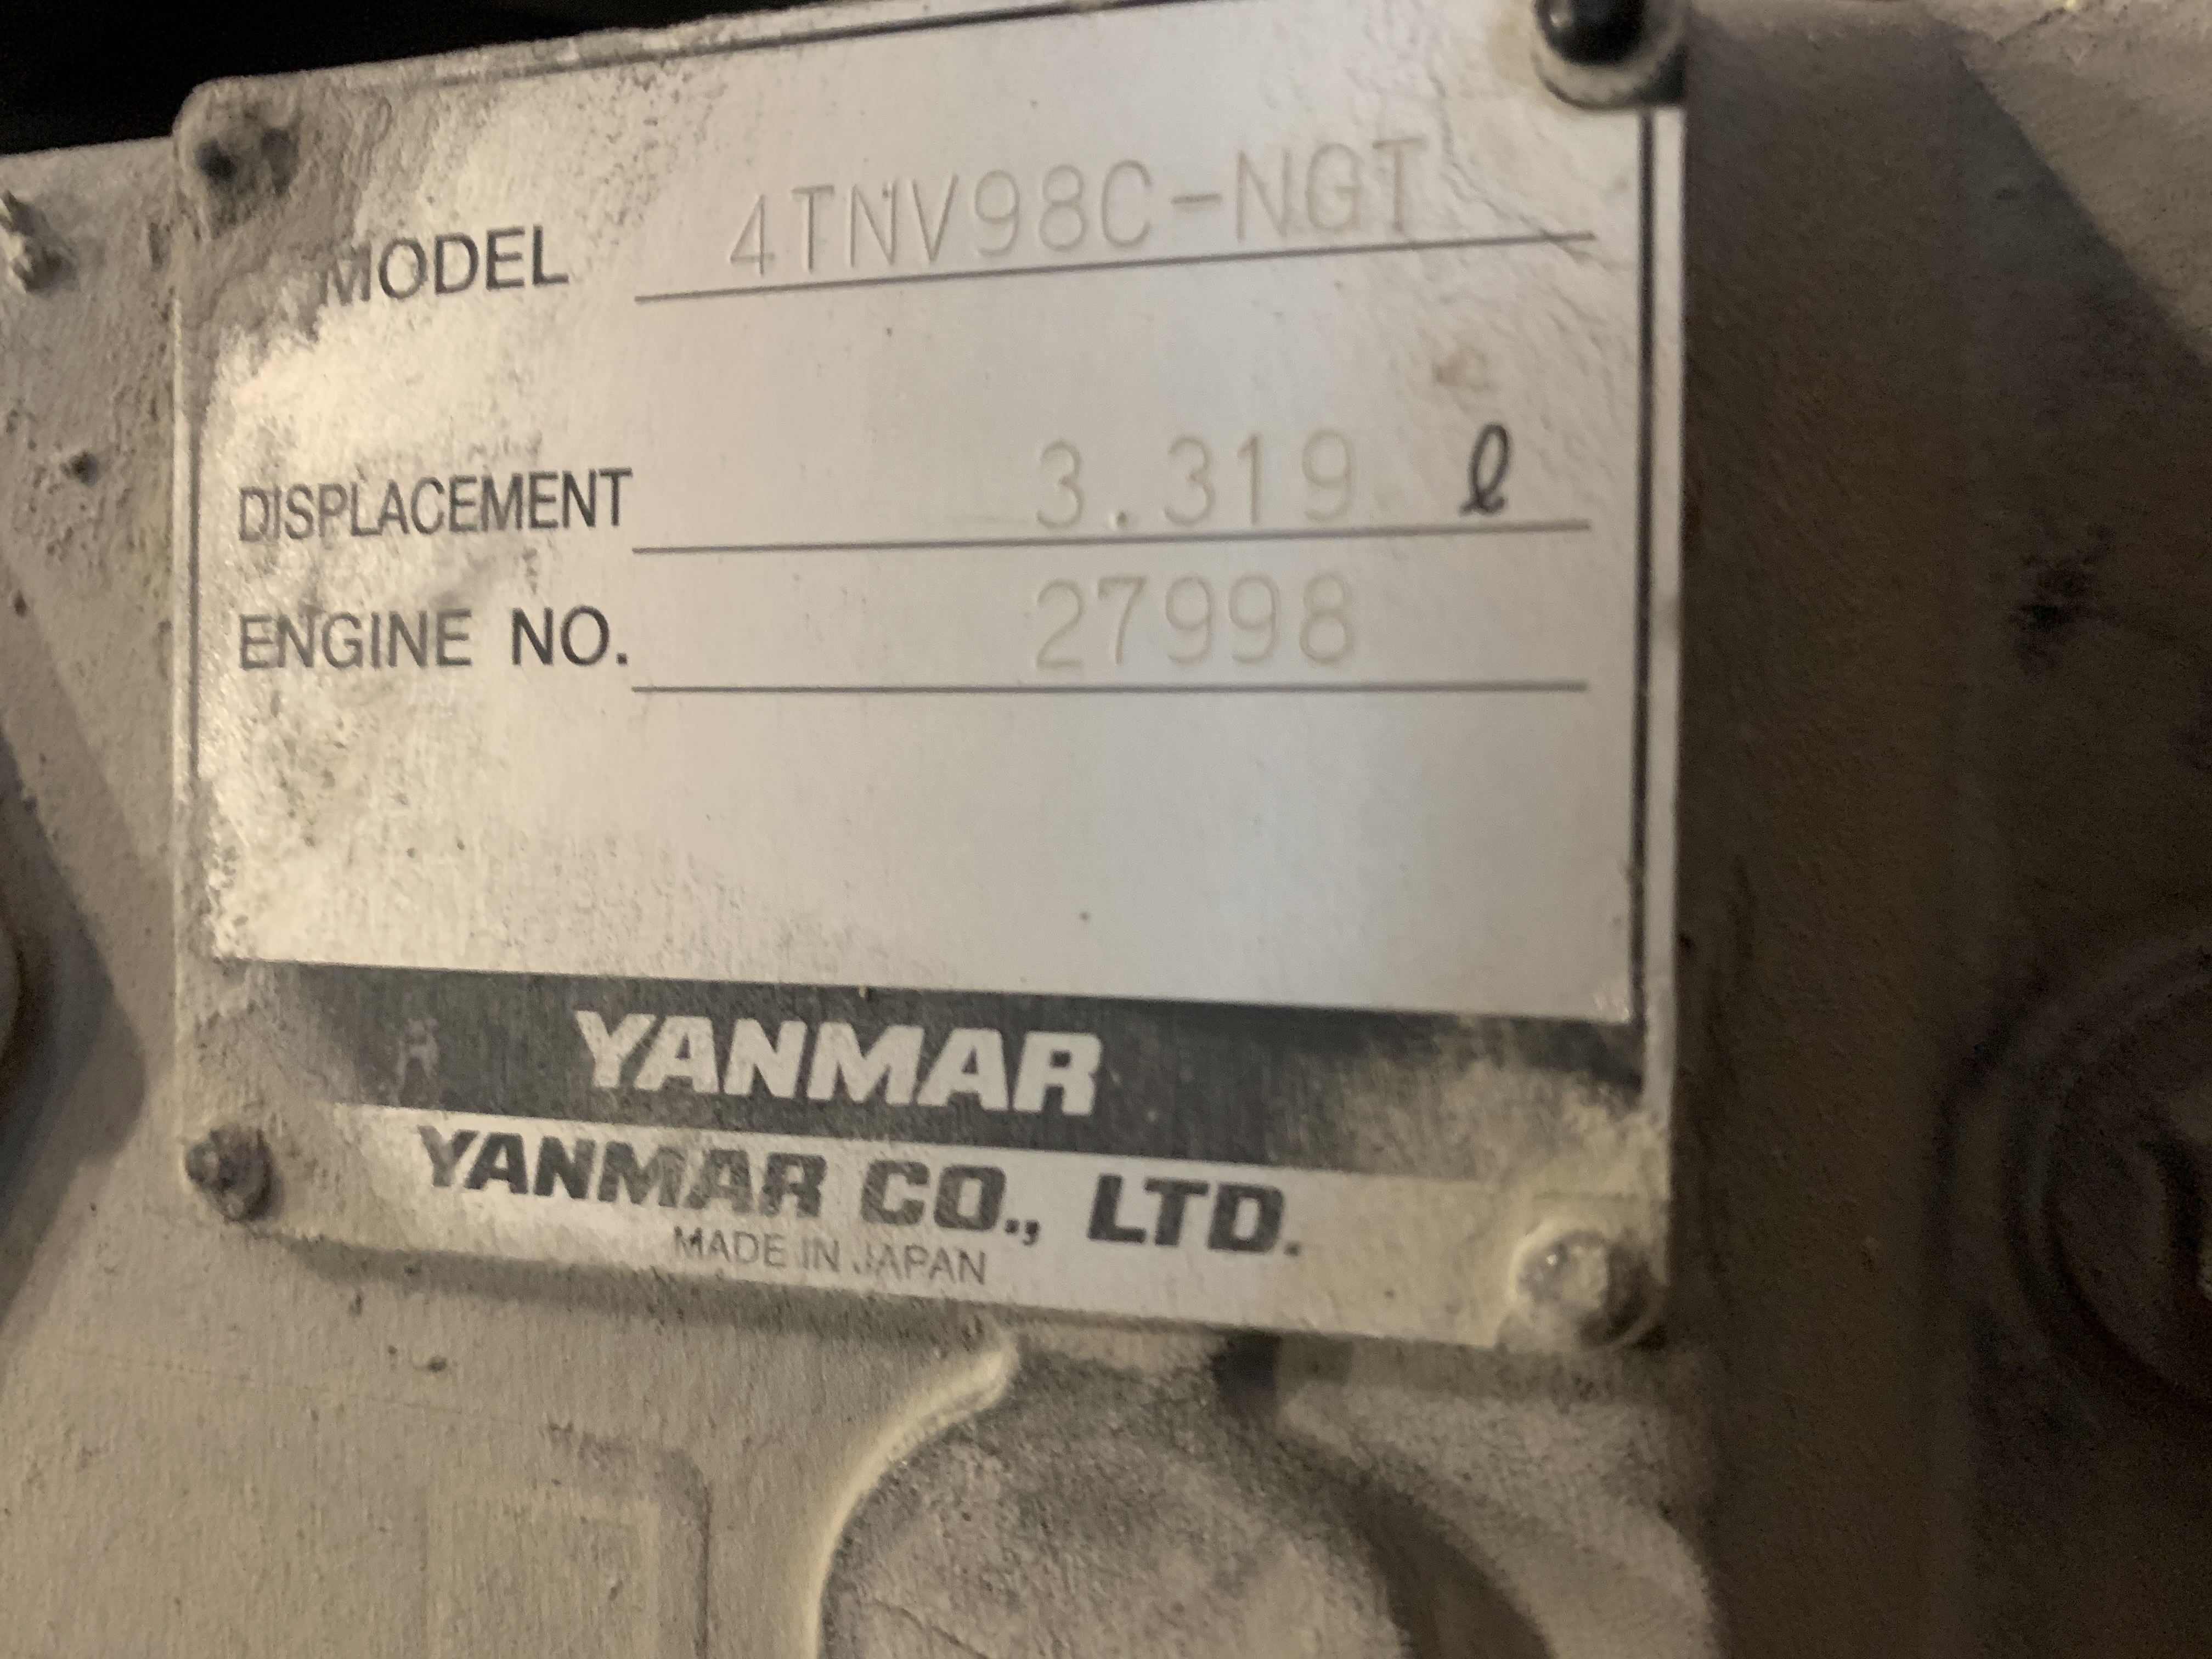 MODEL 4TNV98C-NGT
DISPLACEMENT 3.319 ℓ
ENGINE NO. 27998
YANMAR
YANMAR CO., LTD.
MADE IN JAPAN